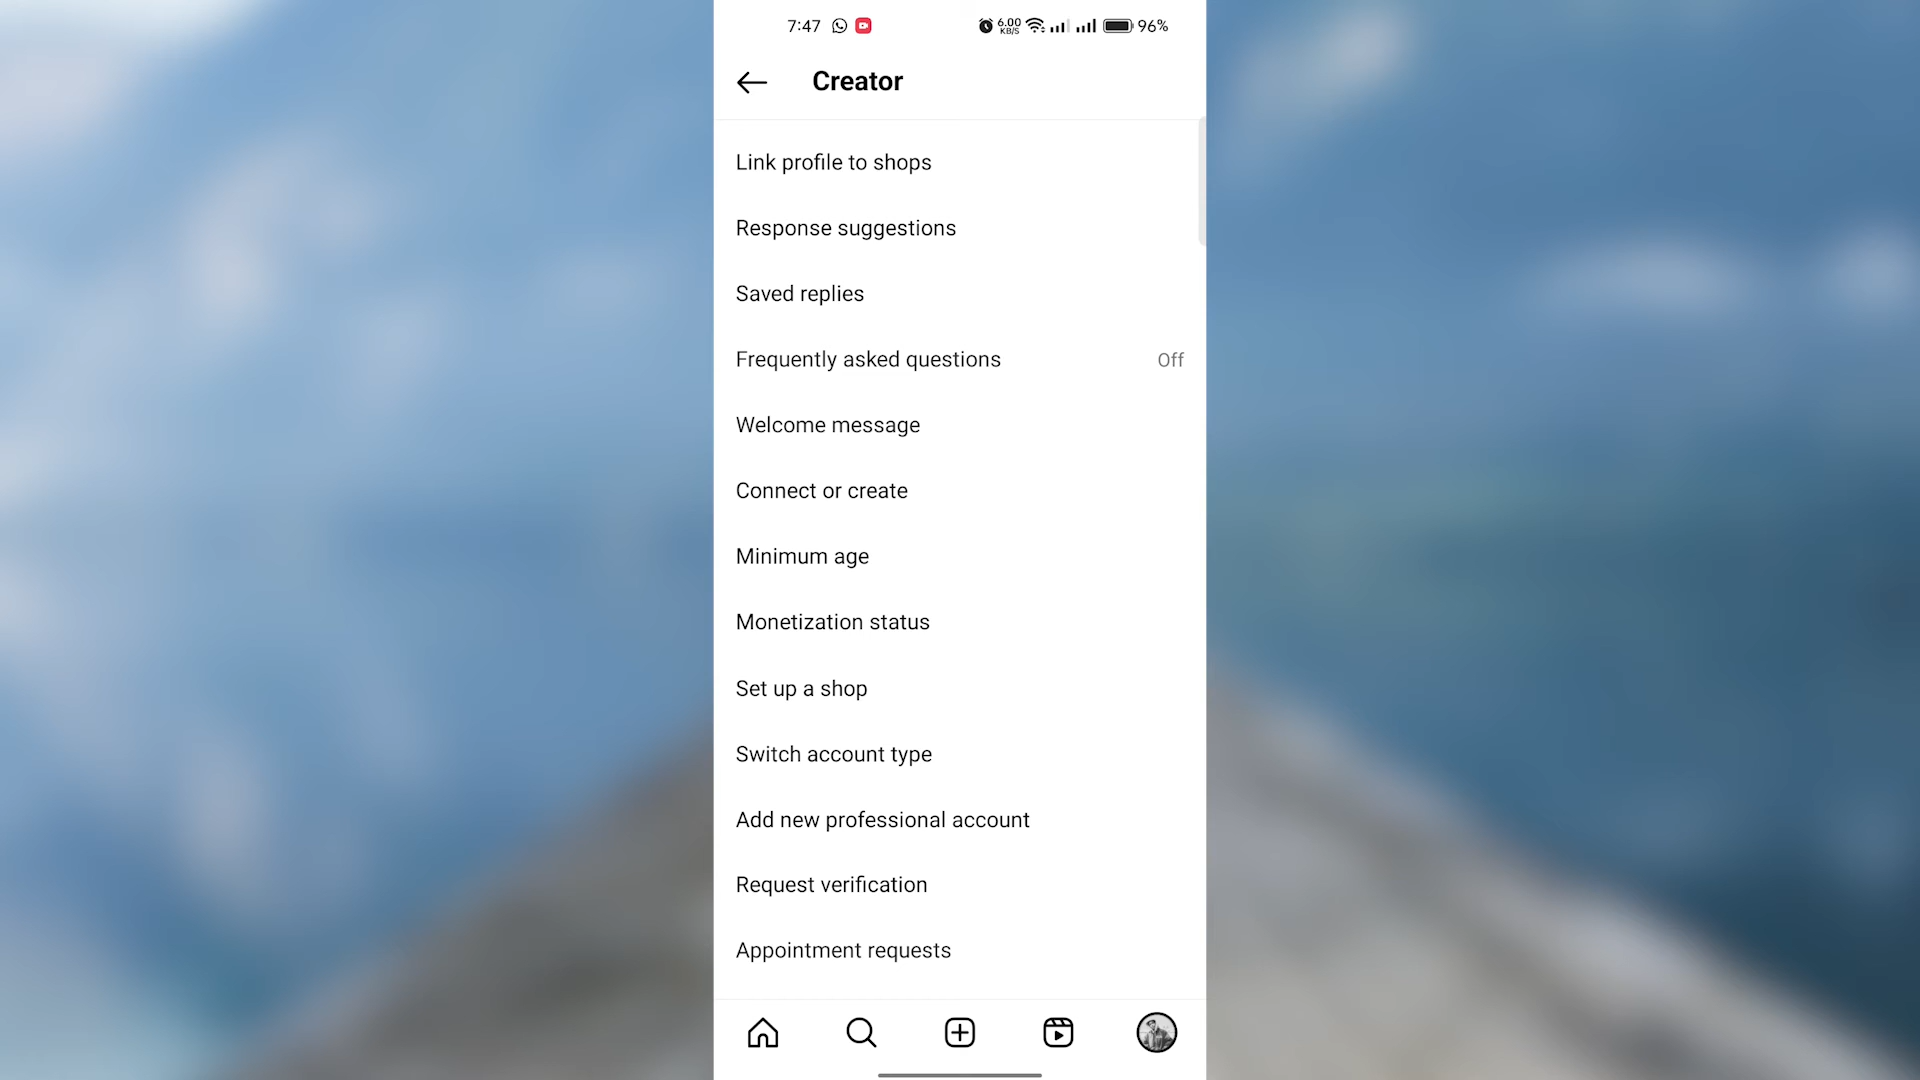 7:47 6.00 KB/S 96%
Creator
Link profile to shops
Response suggestions
Saved replies
Frequently asked questions Off
Welcome message
Connect or create
Minimum age
Monetization status
Set up a shop
Switch account type
Add new professional account
Request verification
Appointment requests